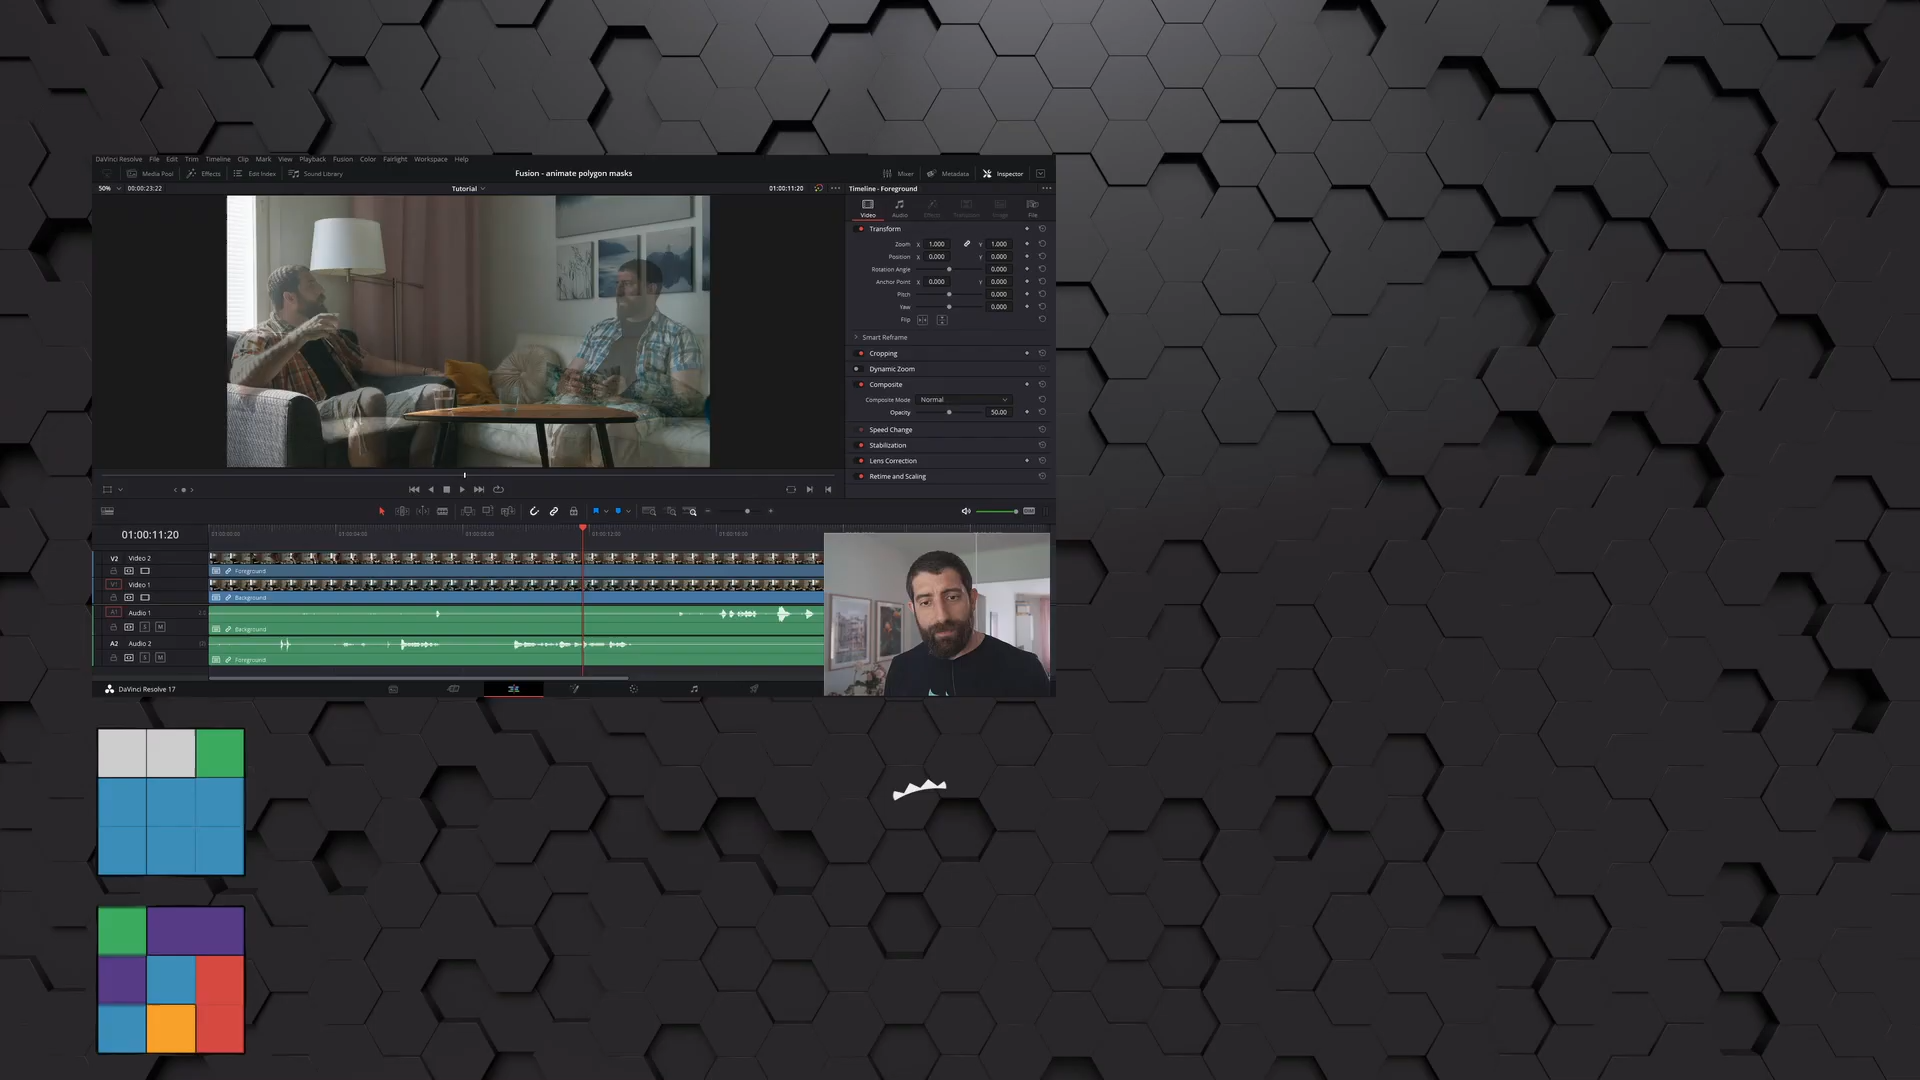 DaVinci Resolve File Edit Trim Timeline Clip Mark View Playback Fusion Color Fairlight Workspace Help
Media Pool Effects Edit Index Sound Library Fusion - animate polygon masks Mixer Metadata Inspector
50% 00:00:23:22 Tutorial 01:00:11:20 Timeline - Foreground
Video Audio Effects Transition Image File
Transform
Zoom X 1.000 Y 1.000
Position X 0.000 Y 0.000
Rotation Angle 0.000
Anchor Point X 0.000 Y 0.000
Pitch 0.000
Yaw 0.000
Flip
Smart Reframe
Cropping
Dynamic Zoom
Composite
Composite Mode Normal
Opacity 50.00
Speed Change
Stabilization
Lens Correction
Retime and Scaling
DIM
01:00:11:20
V2 Video 2
Foreground
V1 Video 1
Background
A1 Audio 1
S M Background
A2 Audio 2
S M Foreground
DaVinci Resolve 17